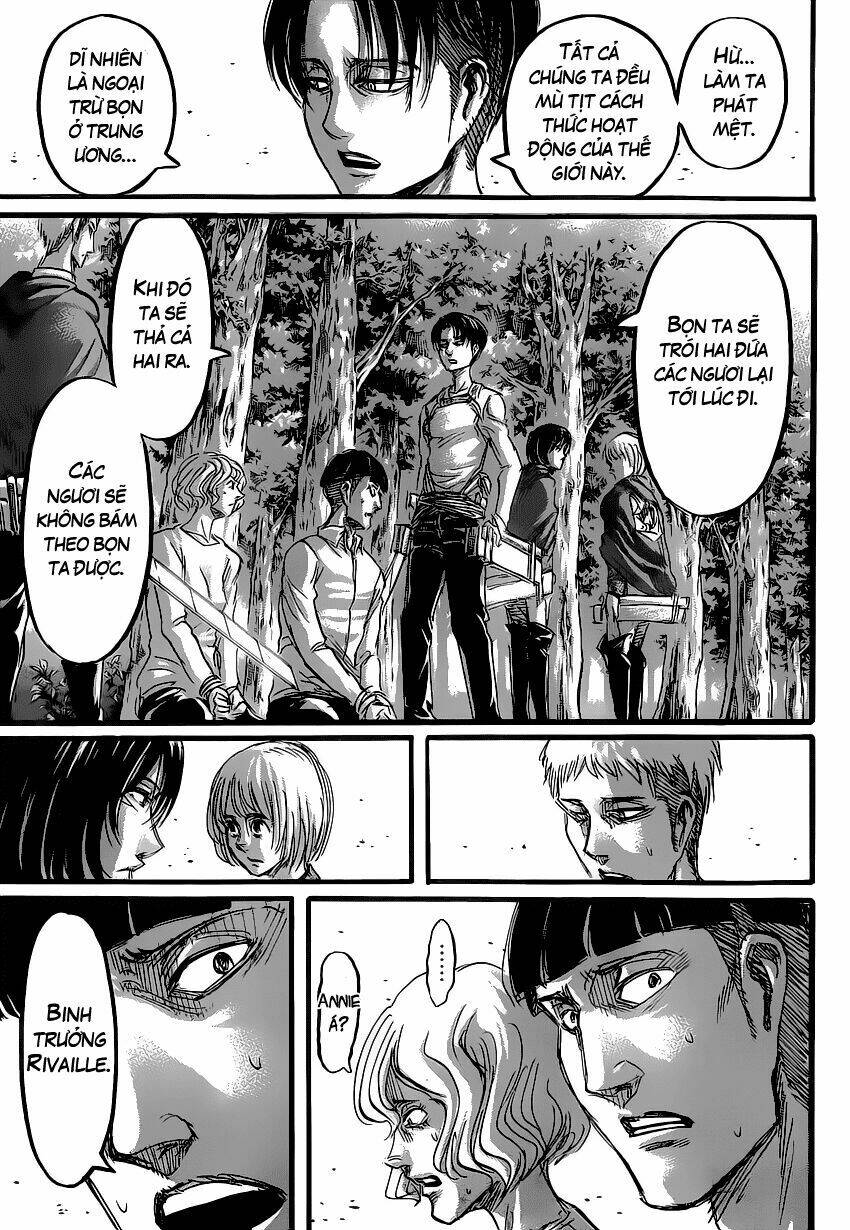 HỪ...
LÀM TA
PHÁT
MỆT.
TẤT CẢ
CHÚNG TA ĐỀU
MÙ TỊT CÁCH
THỨC HOẠT
ĐỘNG CỦA THẾ
GIỚI NÀY.
DĨ NHIÊN
LÀ NGOẠI
TRỪ BỌN
Ở TRUNG
ƯƠNG...
BỌN TA SẼ
TRÓI HAI ĐỨA
CÁC NGƯƠI LẠI
TỚI LÚC ĐI.
KHI ĐÓ
TA SẼ
THẢ CẢ
HAI RA.
CÁC
NGƯƠI SẼ
KHÔNG BÁM
THEO BỌN
TA ĐƯỢC.
......
ANNIE
Á?
BINH
TRƯỞNG
RIVAILLE.